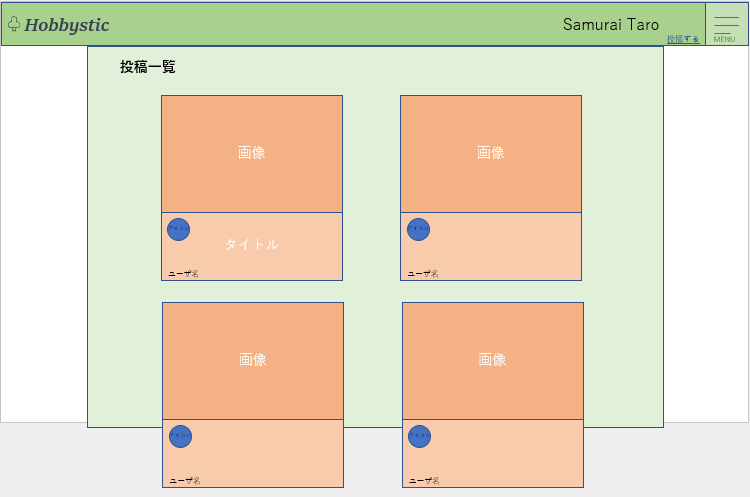 Hobbystic
Samurai Taro
投稿する
MENU
投稿一覧
画像
画像
アイコン
タイトル
ユーザ名
アイコン
ユーザ名
画像
画像
アイコン
ユーザ名
アイコン
ユーザ名